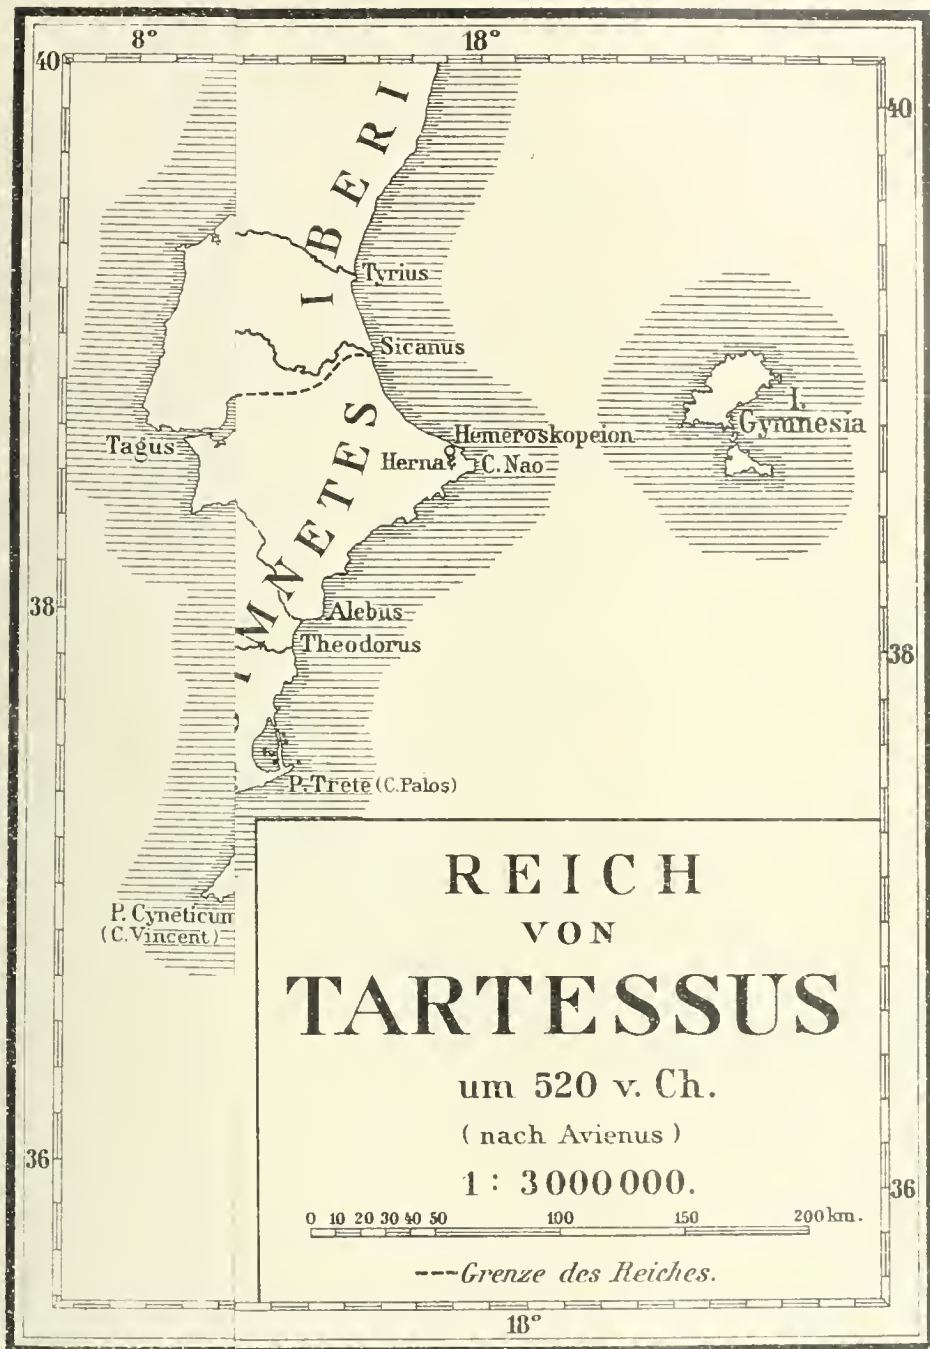 8° 18°
40
40
IBERI
Tyrius
Sicanus
I.
Gymnesia
Hemeroskopeion
Tagus
Herna
C. Nao
MNETES
38
Alebus
Theodorus
38
P. Trete (C. Palos)
REICH
VON
TARTESSUS
um 520 v. Ch.
(nach Avienus)
1: 3000000.
P. Cyneticum
(C. Vincent)
36
36
0 10 20 30 40 50 100 150 200 km.
Grenze des Reiches.
18°